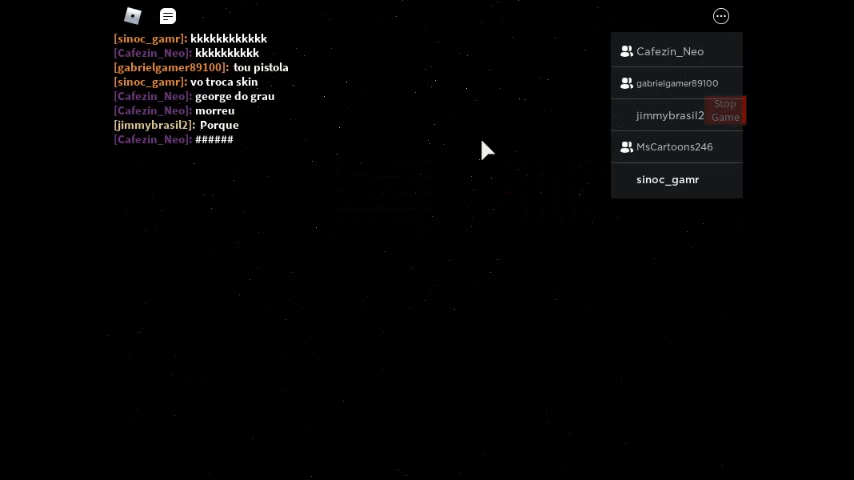 [sinoc_gamr]: kkkkkkkkkkkk
[Cafezin_Neo]: kkkkkkkkkk
[gabrielgamer89100]: tou pistola
[sinoc_gamr]: vo troca skin
[Cafezin_Neo]: george do grau
[Cafezin_Neo]: morreu
[jimmybrasil2]: Porque
[Cafezin_Neo]: ######
Cafezin_Neo
gabrielgamer89100
jimmybrasil2
Stop
Game
MsCartoons246
sinoc_gamr